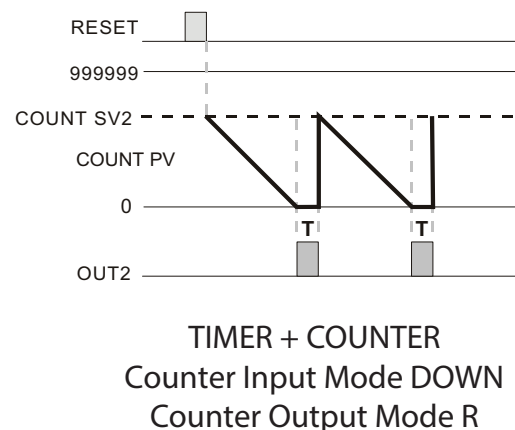 RESET
999999
COUNT SV2
COUNT PV
0
T T
OUT2
TIMER + COUNTER
Counter Input Mode DOWN
Counter Output Mode R